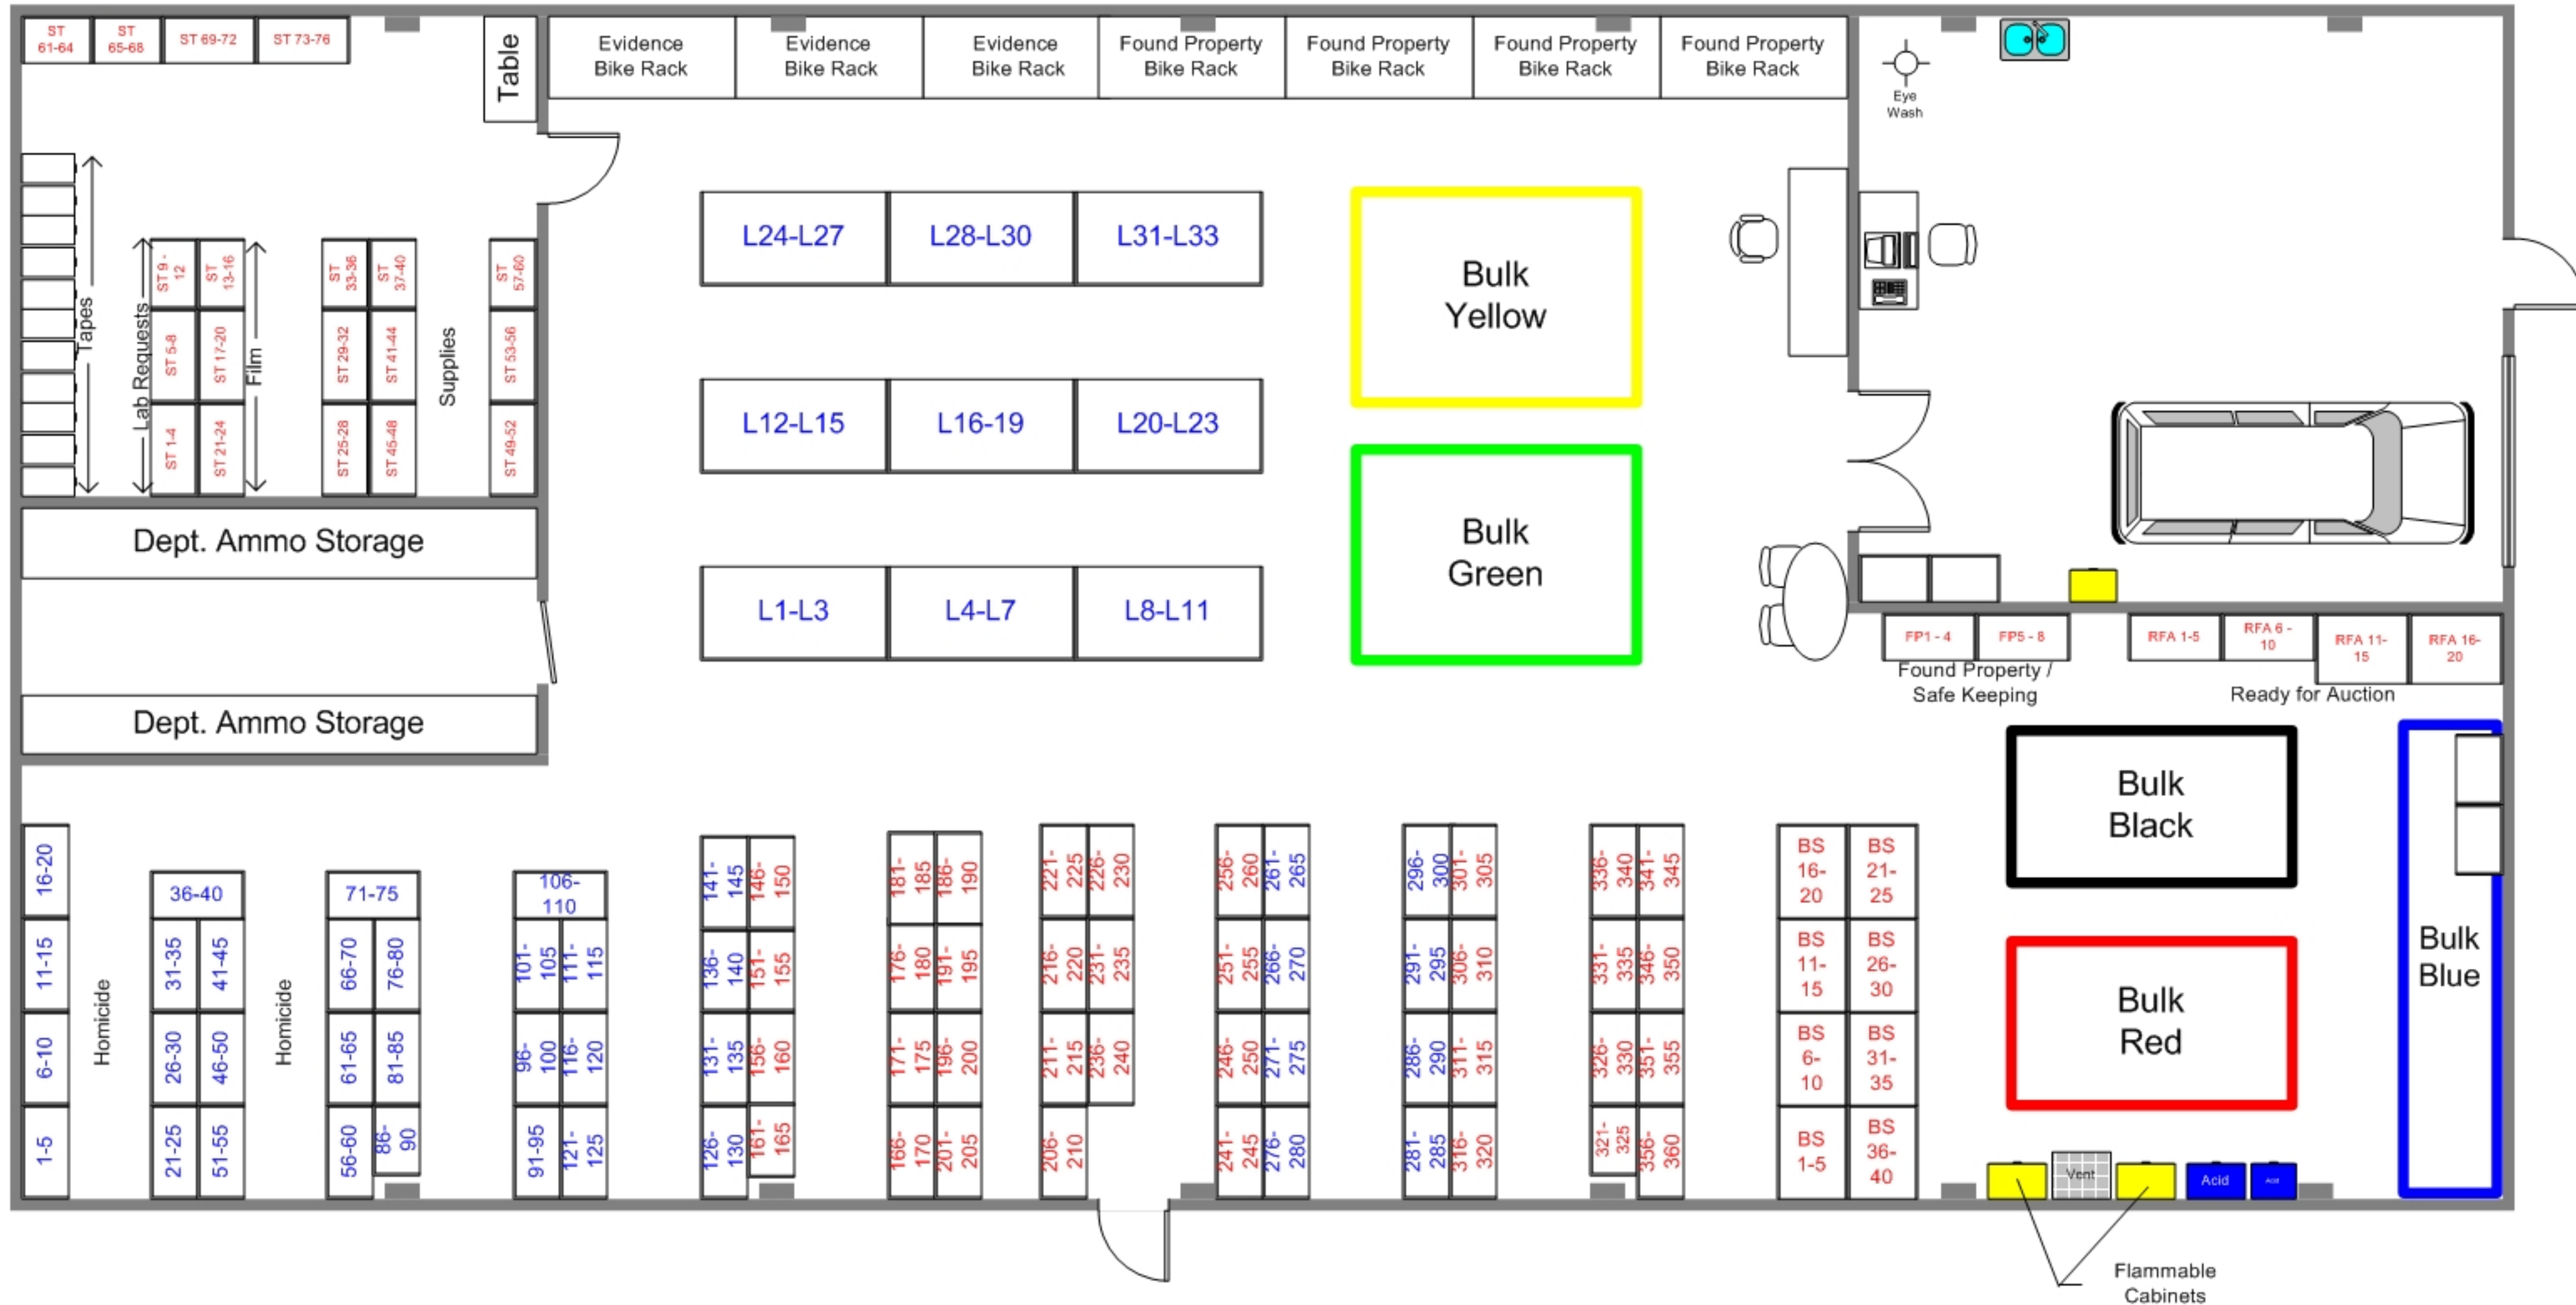 ST
61-64
ST
65-68
ST 69-72
ST 73-76
Table
Evidence
Bike Rack
Evidence
Bike Rack
Evidence
Bike Rack
Found Property
Bike Rack
Found Property
Bike Rack
Found Property
Bike Rack
Found Property
Bike Rack
Eye
Wash
Tapes
Lab Requests
ST 9 -
12
ST
13-16
ST 5-8
ST 17-20
ST 1-4
ST 21-24
Film
ST
33-36
ST
37-40
ST 29-32
ST 41-44
ST 25-28
ST 45-48
Supplies
ST
57-60
ST 53-56
ST 49-52
L24-L27
L28-L30
L31-L33
L12-L15
L16-19
L20-L23
L1-L3
L4-L7
L8-L11
Bulk
Yellow
Bulk
Green
Dept. Ammo Storage
Dept. Ammo Storage
FP1 - 4
FP5 - 8
Found Property /
Safe Keeping
RFA 1-5
RFA 6 -
10
RFA 11-
15
RFA 16-
20
Ready for Auction
Bulk
Black
Bulk
Red
Bulk
Blue
16-20
11-15
6-10
1-5
Homicide
36-40
31-35
41-45
26-30
46-50
21-25
51-55
Homicide
71-75
66-70
76-80
61-65
81-85
56-60
86-
90
106-
110
101-
105
111-
115
96-
100
116-
120
91-95
121-
125
141-
145
146-
150
136-
140
151-
155
131-
135
156-
160
126-
130
161-
165
181-
185
186-
190
176-
180
191-
195
171-
175
196-
200
166-
170
201-
205
221-
225
226-
230
216-
220
231-
235
211-
215
236-
240
206-
210
256-
260
261-
265
251-
255
266-
270
246-
250
271-
275
241-
245
276-
280
296-
300
301-
305
291-
295
306-
310
286-
290
311-
315
281-
285
316-
320
336-
340
341-
345
331-
335
346-
350
326-
330
351-
355
321-
325
356-
360
BS
16-
20
BS
21-
25
BS
11-
15
BS
26-
30
BS
6-
10
BS
31-
35
BS
1-5
BS
36-
40
Vent
Acid
Acid
Flammable
Cabinets